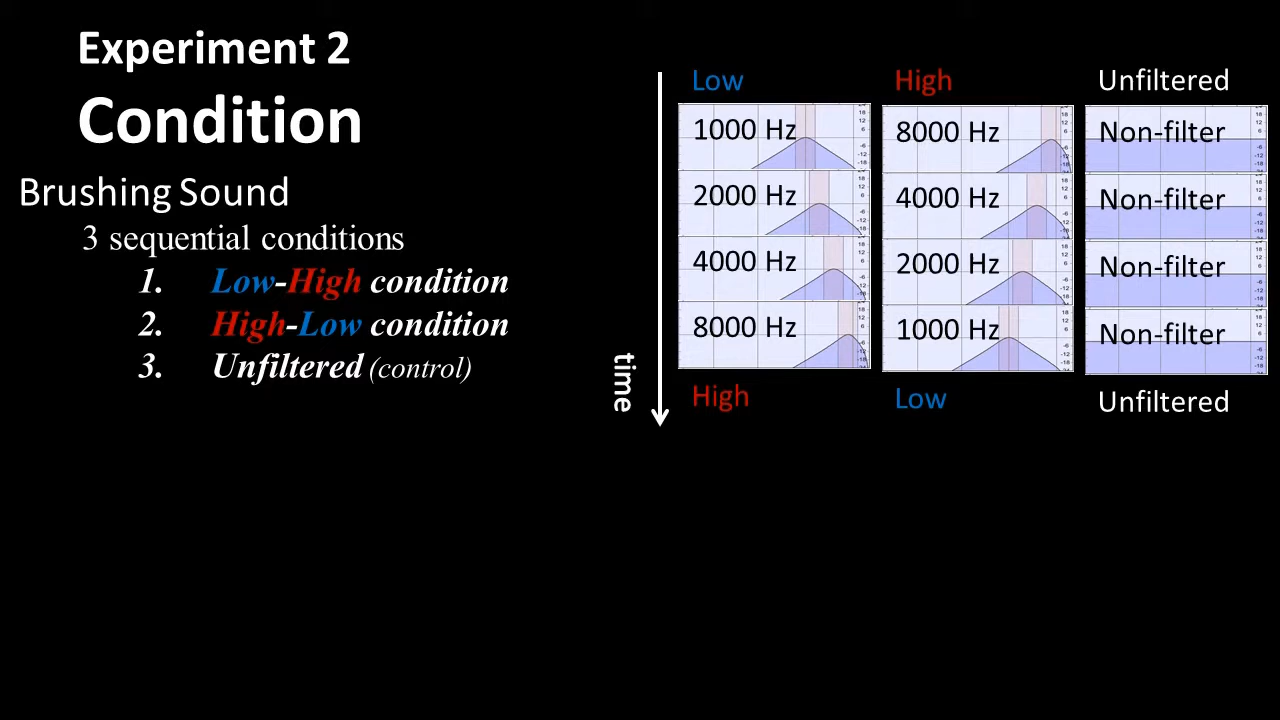 Experiment 2
Condition
Brushing Sound
3 sequential conditions
1. Low-High condition
2. High-Low condition
3. Unfiltered (control)
time
Low
1000 Hz
2000 Hz
4000 Hz
8000 Hz
High
High
8000 Hz
4000 Hz
2000 Hz
1000 Hz
Low
Unfiltered
Non-filter
Non-filter
Non-filter
Non-filter
Unfiltered